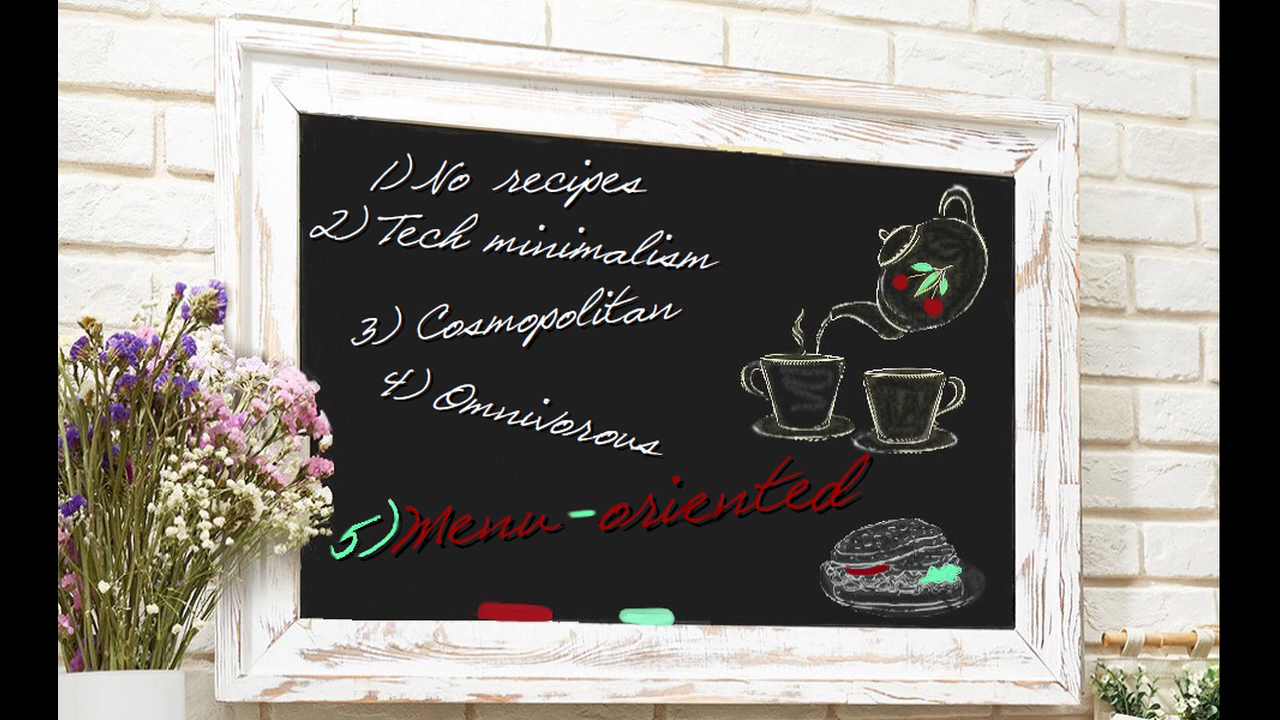 1) No recipes
2) Tech minimalism
3) Cosmopolitan
4) Omnivorous
5) Menu-oriented